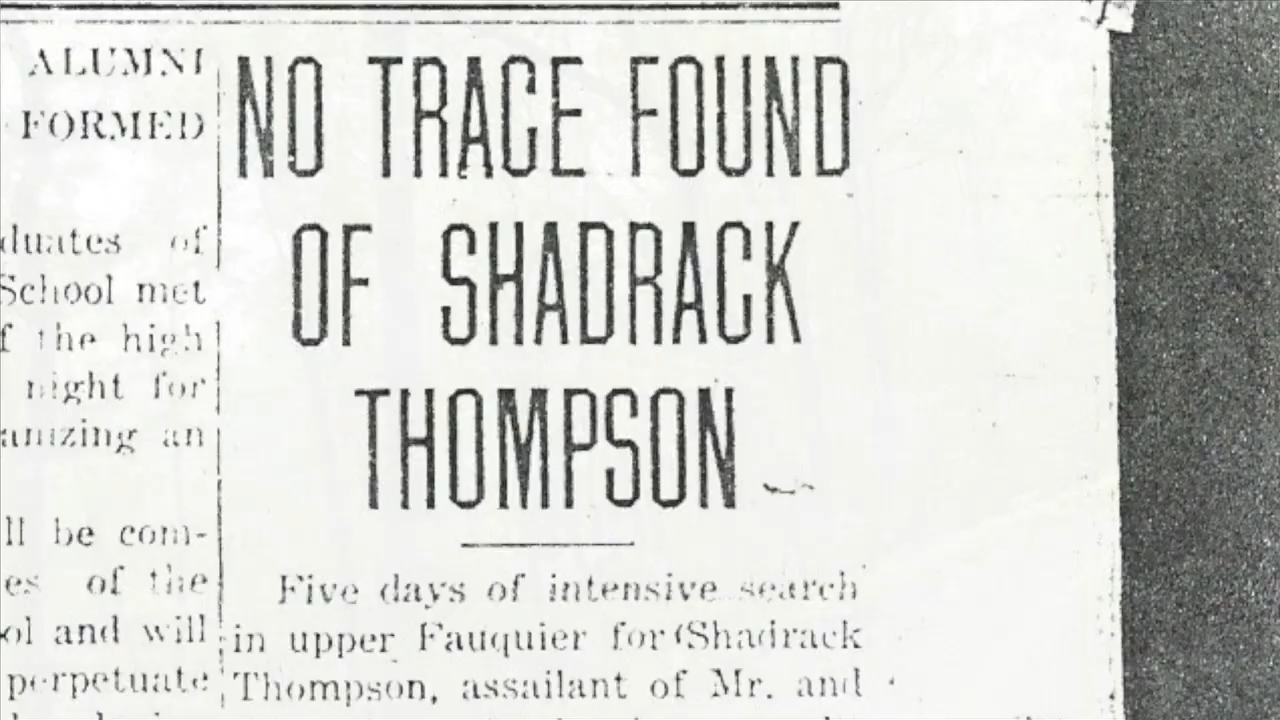 ALUMNI
FORMED
duates of
School met
f the high
night for
anizing an
ll be com-
es of the
ol and will
perpetuate
NO TRACE FOUND
OF SHADRACK
THOMPSON
Five days of intensive search
in upper Fauquier for Shadrack
Thompson, assailant of Mr. and